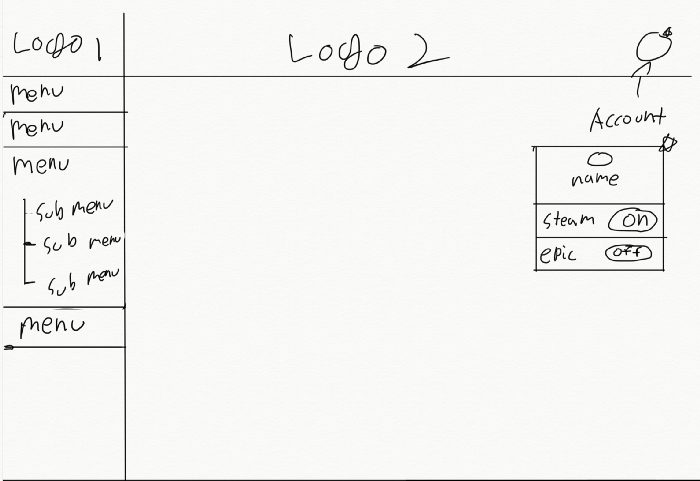 Logo 1
Logo 2
menu
menu
menu
sub menu
sub menu
sub menu
menu
Account
name
steam on
epic off